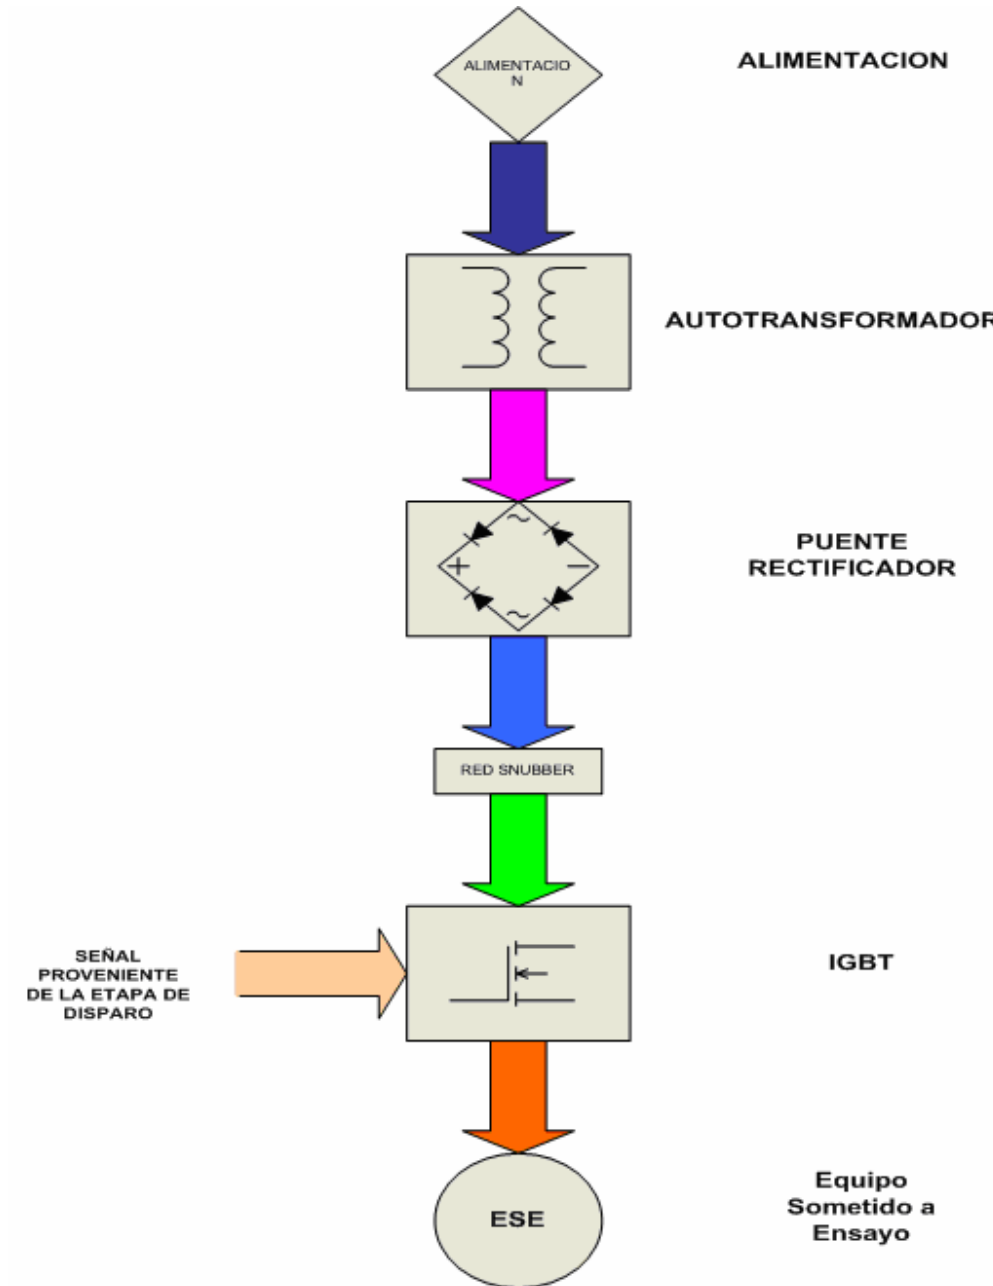 ALIMENTACIO
N
ALIMENTACION
AUTOTRANSFORMADOR
~
+
−
~
PUENTE
RECTIFICADOR
RED SNUBBER
SEÑAL
PROVENIENTE
DE LA ETAPA DE
DISPARO
IGBT
ESE
Equipo
Sometido a
Ensayo